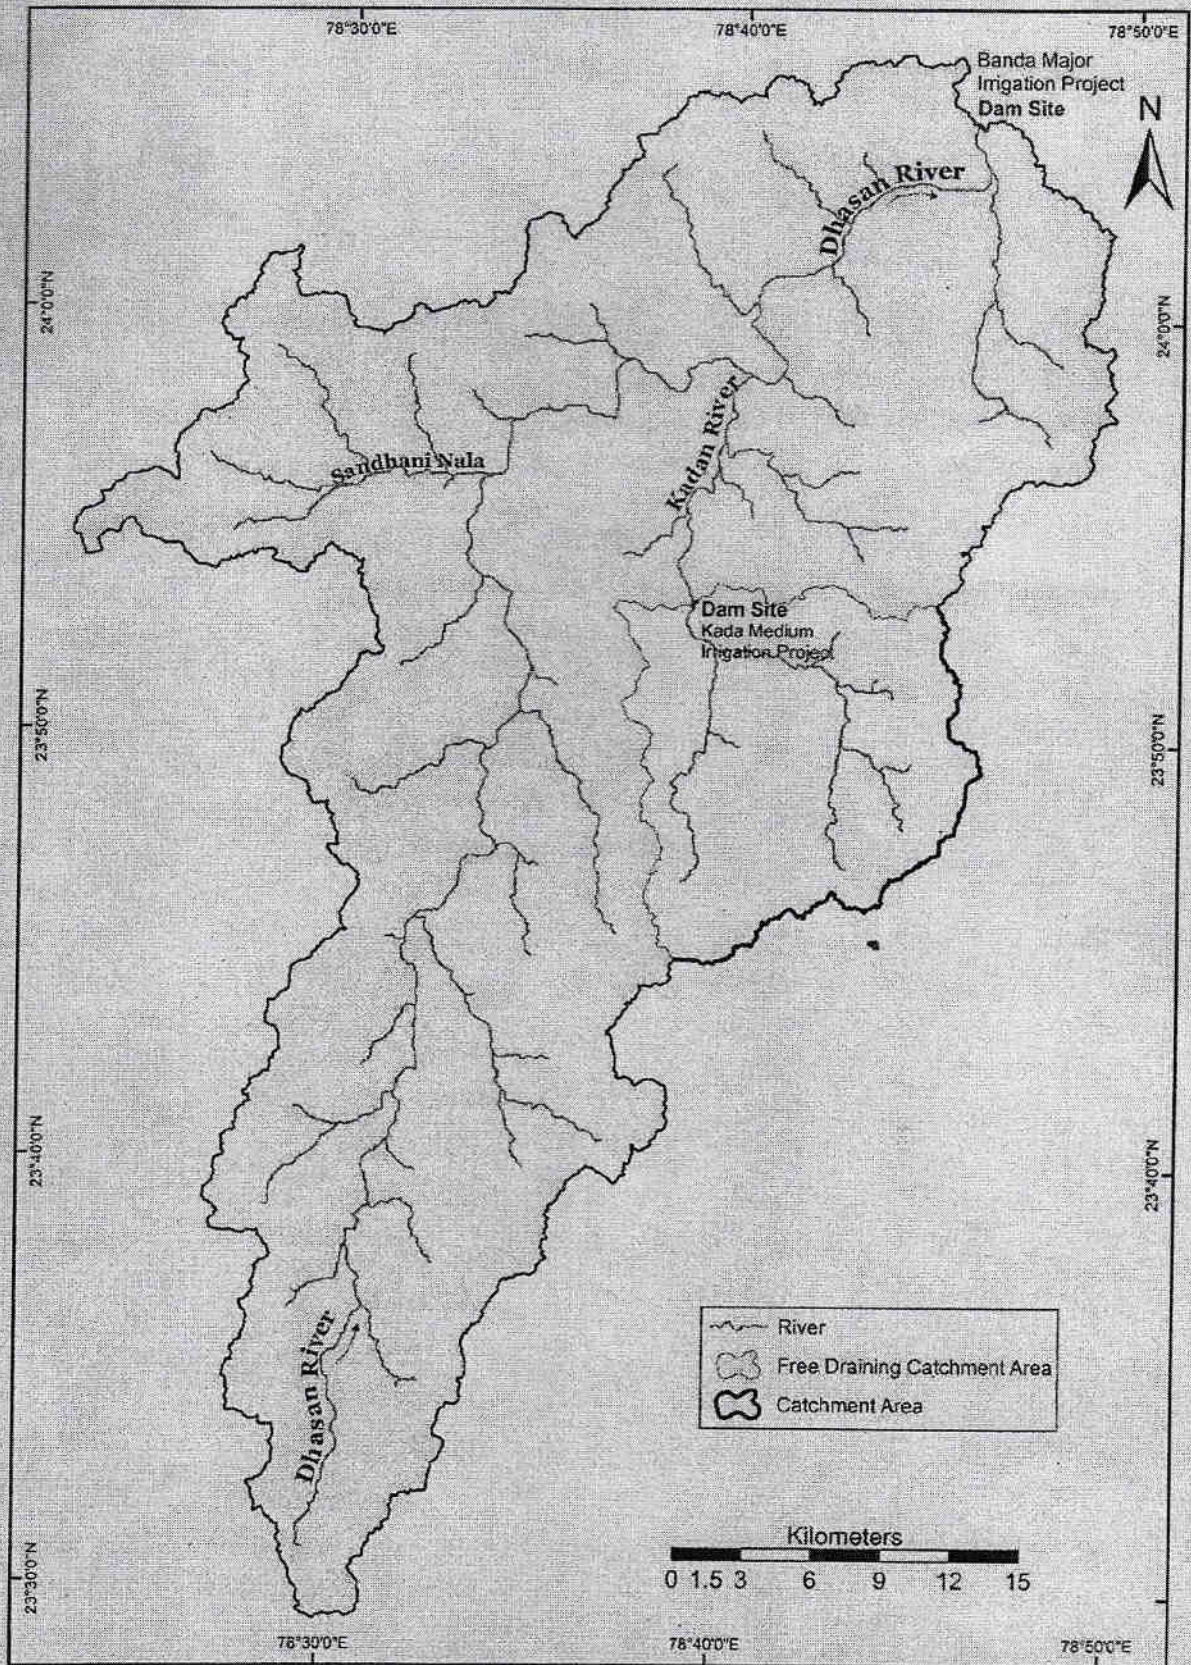 78°30'0"E
78°40'0"E
78°50'0"E
Banda Major
Irrigation Project
Dam Site
N
Dhasan River
24°0'0"N
24°0'0"N
Kadan River
Sandhani Nala
Dam Site
Kada Medium
Irrigation Project
23°50'0"N
23°50'0"N
23°40'0"N
23°40'0"N
Dhasan River
River
Free Draining Catchment Area
Catchment Area
Kilometers
0 1.5 3 6 9 12 15
23°30'0"N
78°30'0"E
78°40'0"E
78°50'0"E